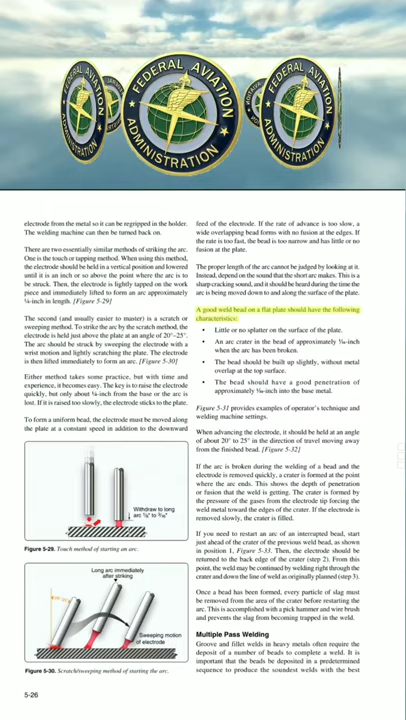 FEDERAL AVIATION
ADMINISTRATION
FEDERAL AVIATION
ADMINISTRATION
FEDERAL AVIATION
ADMINISTRATION
electrode from the metal so it can be regripped in the holder.
The welding machine can then be turned back on.
There are two essentially similar methods of striking the arc.
One is the touch or tapping method. When using this method,
the electrode should be held in a vertical position and lowered
until it is an inch or so above the point where the arc is to
be struck. Then, the electrode is lightly tapped on the work
piece and immediately lifted to form an arc approximately
¼-inch in length. [Figure 5-29]
The second (and usually easier to master) is a scratch or
sweeping method. To strike the arc by the scratch method, the
electrode is held just above the plate at an angle of 20°–25°.
The arc should be struck by sweeping the electrode with a
wrist motion and lightly scratching the plate. The electrode
is then lifted immediately to form an arc. [Figure 5-30]
Either method takes some practice, but with time and
experience, it becomes easy. The key is to raise the electrode
quickly, but only about ¼-inch from the base or the arc is
lost. If it is raised too slowly, the electrode sticks to the plate.
To form a uniform bead, the electrode must be moved along
the plate at a constant speed in addition to the downward
Withdraw to long
arc ⅛" to 3⁄16"
Figure 5-29. Touch method of starting an arc.
Long arc immediately
after striking
Sweeping motion
of electrode
Figure 5-30. Scratch/sweeping method of starting the arc.
5-26
feed of the electrode. If the rate of advance is too slow, a
wide overlapping bead forms with no fusion at the edges. If
the rate is too fast, the bead is too narrow and has little or no
fusion at the plate.
The proper length of the arc cannot be judged by looking at it.
Instead, depend on the sound that the short arc makes. This is a
sharp cracking sound, and it should be heard during the time the
arc is being moved down to and along the surface of the plate.
A good weld bead on a flat plate should have the following
characteristics:
• Little or no splatter on the surface of the plate.
• An arc crater in the bead of approximately 1⁄16-inch
when the arc has been broken.
• The bead should be built up slightly, without metal
overlap at the top surface.
• The bead should have a good penetration of
approximately 1⁄16-inch into the base metal.
Figure 5-31 provides examples of operator's technique and
welding machine settings.
When advancing the electrode, it should be held at an angle
of about 20° to 25° in the direction of travel moving away
from the finished bead. [Figure 5-32]
If the arc is broken during the welding of a bead and the
electrode is removed quickly, a crater is formed at the point
where the arc ends. This shows the depth of penetration
or fusion that the weld is getting. The crater is formed by
the pressure of the gases from the electrode tip forcing the
weld metal toward the edges of the crater. If the electrode is
removed slowly, the crater is filled.
If you need to restart an arc of an interrupted bead, start
just ahead of the crater of the previous weld bead, as shown
in position 1, Figure 5-33. Then, the electrode should be
returned to the back edge of the crater (step 2). From this
point, the weld may be continued by welding right through the
crater and down the line of weld as originally planned (step 3).
Once a bead has been formed, every particle of slag must
be removed from the area of the crater before restarting the
arc. This is accomplished with a pick hammer and wire brush
and prevents the slag from becoming trapped in the weld.
Multiple Pass Welding
Groove and fillet welds in heavy metals often require the
deposit of a number of beads to complete a weld. It is
important that the beads be deposited in a predetermined
sequence to produce the soundest welds with the best